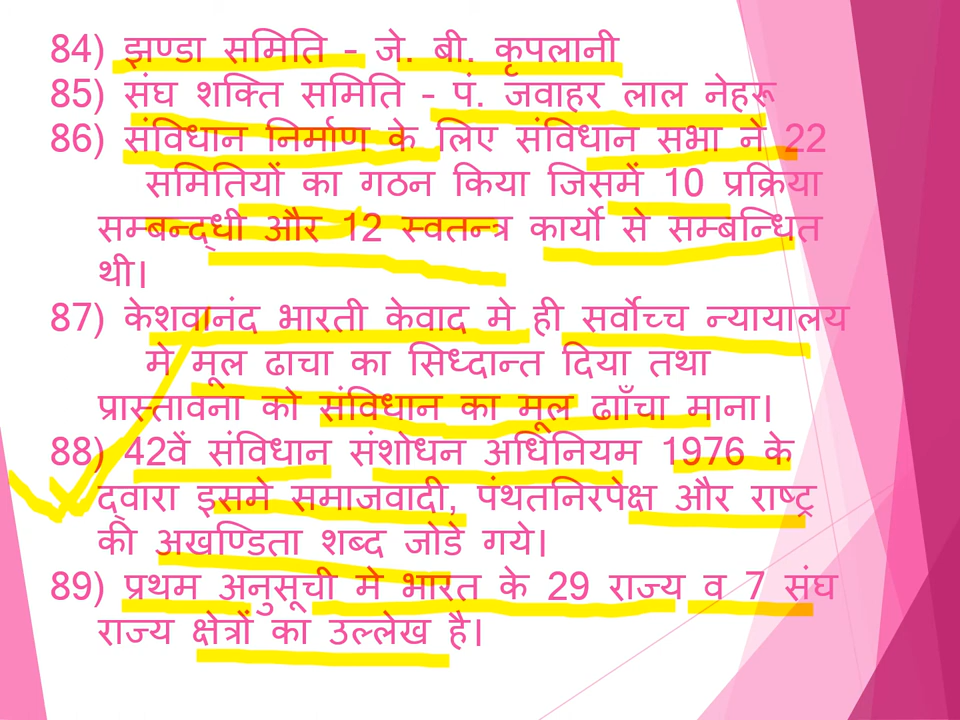 84) झण्डा समिति - जे. बी. कृपलानी
85) संघ शक्ति समिति - पं. जवाहर लाल नेहरू
86) संविधान निर्माण के लिए संविधान सभा ने 22
समितियों का गठन किया जिसमें 10 प्रक्रिया
सम्बन्द्धी और 12 स्वतन्त्र कार्यो से सम्बन्धित
थी।
87) केशवानंद भारती केवाद मे ही सर्वोच्च न्यायालय
मे मूल ढाचा का सिध्दान्त दिया तथा
प्रास्तावना को संविधान का मूल ढााँचा माना।
88) 42वें संविधान संशोधन अधिनियम 1976 के
द्वारा इसमे समाजवादी, पंथतनिरपेक्ष और राष्ट्र
की अखण्डिता शब्द जोडे गये।
89) प्रथम अनुसूची मे भारत के 29 राज्य व 7 संघ
राज्य क्षेत्रों का उल्लेख है।